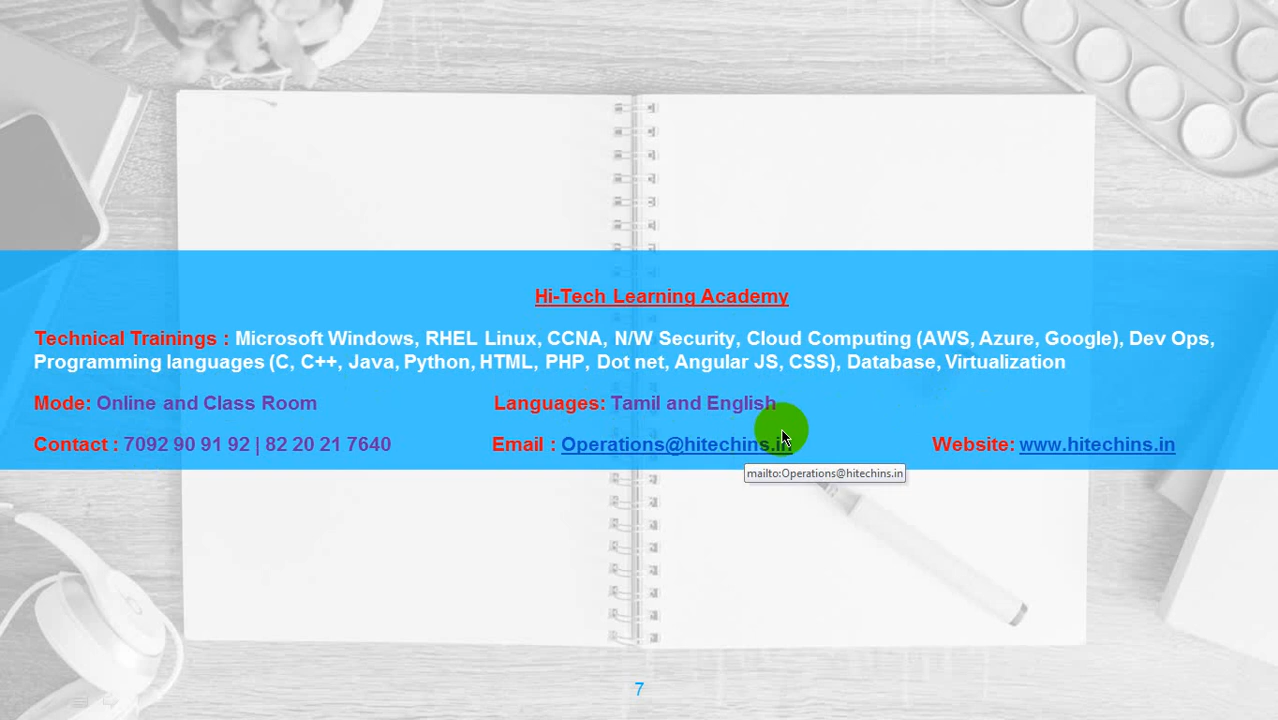 Hi-Tech Learning Academy
Technical Trainings : Microsoft Windows, RHEL Linux, CCNA, N/W Security, Cloud Computing (AWS, Azure, Google), Dev Ops,
Programming languages (C, C++, Java, Python, HTML, PHP, Dot net, Angular JS, CSS), Database, Virtualization
Mode: Online and Class Room Languages: Tamil and English
Contact : 7092 90 91 92 | 82 20 21 7640 Email : Operations@hitechins.in Website: www.hitechins.in
mailto:Operations@hitechins.in
7